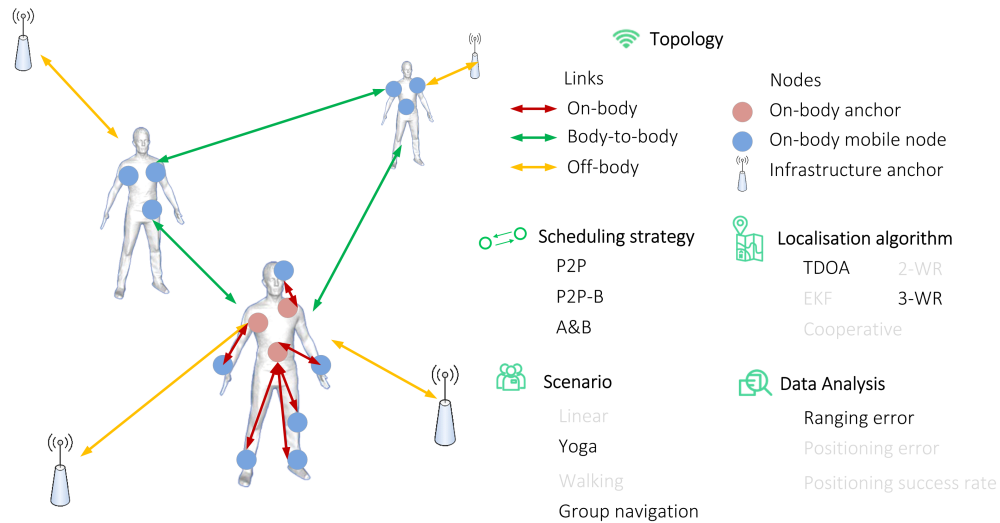 Topology
Links
On-body
Body-to-body
Off-body
Nodes
On-body anchor
On-body mobile node
Infrastructure anchor
Scheduling strategy
P2P
P2P-B
A&B
Localisation algorithm
TDOA 2-WR
EKF 3-WR
Cooperative
Scenario
Linear
Yoga
Walking
Group navigation
Data Analysis
Ranging error
Positioning error
Positioning success rate